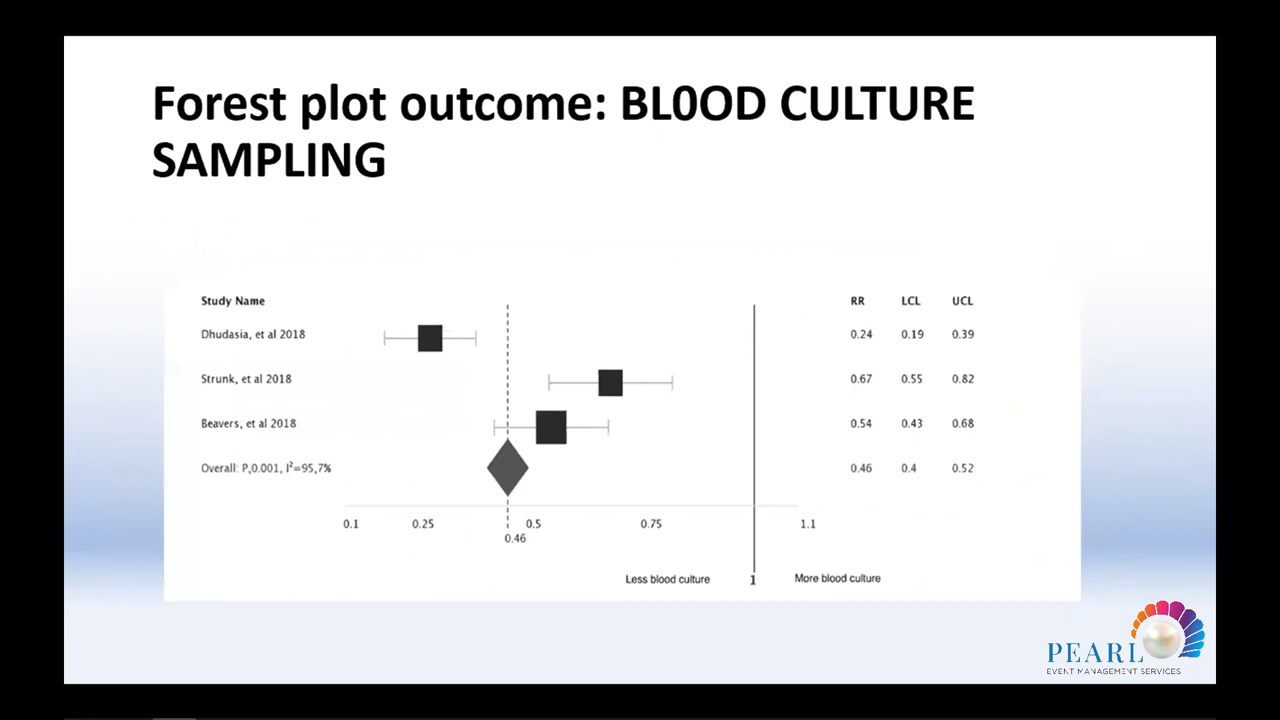 Forest plot outcome: BL0OD CULTURE
SAMPLING
Study Name RR LCL UCL
Dhudasia, et al 2018 0.24 0.19 0.39
Strunk, et al 2018 0.67 0.55 0.82
Beavers, et al 2018 0.54 0.43 0.68
Overall: P,0.001, I²=95,7% 0.46 0.4 0.52
0.1 0.25 0.5 0.75 1.1
0.46
Less blood culture 1 More blood culture
PEARL
EVENT MANAGEMENT SERVICES